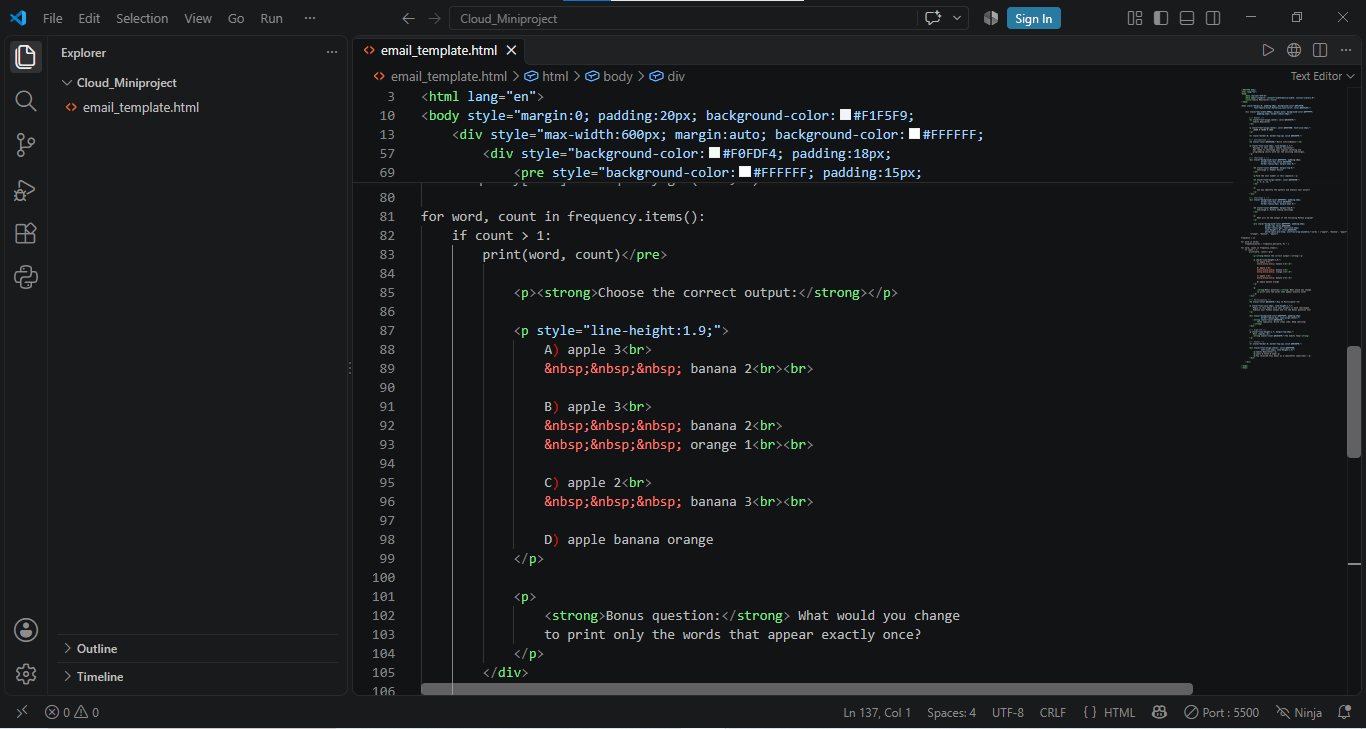 File Edit Selection View Go Run ··· Cloud_Miniproject Sign In
Explorer ···
Cloud_Miniproject
email_template.html
Outline
Timeline
email_template.html
email_template.html > html > body > div
Text Editor
3 <html lang="en">
10 <body style="margin:0; padding:20px; background-color:#F1F5F9;
13 <div style="max-width:600px; margin:auto; background-color:#FFFFFF;
57 <div style="background-color:#F0FDF4; padding:18px;
69 <pre style="background-color:#FFFFFF; padding:15px;
80
81 for word, count in frequency.items():
82 if count > 1:
83 print(word, count)</pre>
84
85 <p><strong>Choose the correct output:</strong></p>
86
87 <p style="line-height:1.9;">
88 A) apple 3<br>
89 &nbsp;&nbsp;&nbsp; banana 2<br><br>
90
91 B) apple 3<br>
92 &nbsp;&nbsp;&nbsp; banana 2<br>
93 &nbsp;&nbsp;&nbsp; orange 1<br><br>
94
95 C) apple 2<br>
96 &nbsp;&nbsp;&nbsp; banana 3<br><br>
97
98 D) apple banana orange
99 </p>
100
101 <p>
102 <strong>Bonus question:</strong> What would you change
103 to print only the words that appear exactly once?
104 </p>
105 </div>
106
0 0 Ln 137, Col 1 Spaces: 4 UTF-8 CRLF {} HTML Port : 5500 Ninja